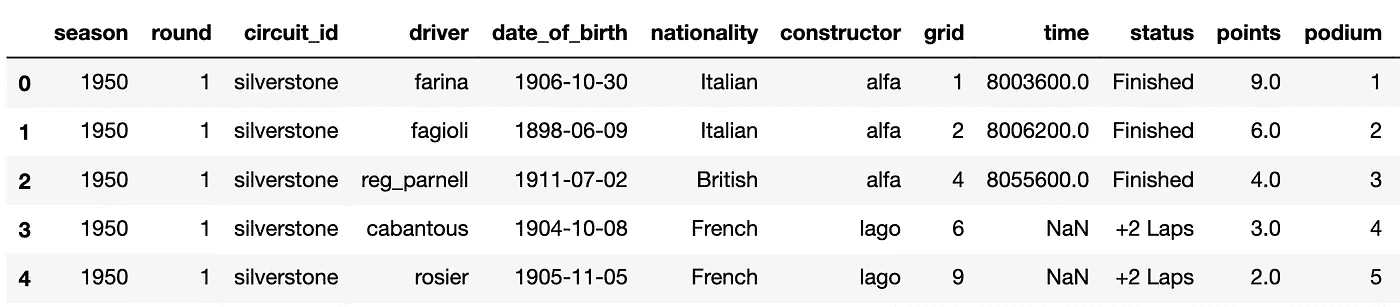 season round circuit_id driver date_of_birth nationality constructor grid time status points podium
0 1950 1 silverstone farina 1906-10-30 Italian alfa 1 8003600.0 Finished 9.0 1
1 1950 1 silverstone fagioli 1898-06-09 Italian alfa 2 8006200.0 Finished 6.0 2
2 1950 1 silverstone reg_parnell 1911-07-02 British alfa 4 8055600.0 Finished 4.0 3
3 1950 1 silverstone cabantous 1904-10-08 French lago 6 NaN +2 Laps 3.0 4
4 1950 1 silverstone rosier 1905-11-05 French lago 9 NaN +2 Laps 2.0 5